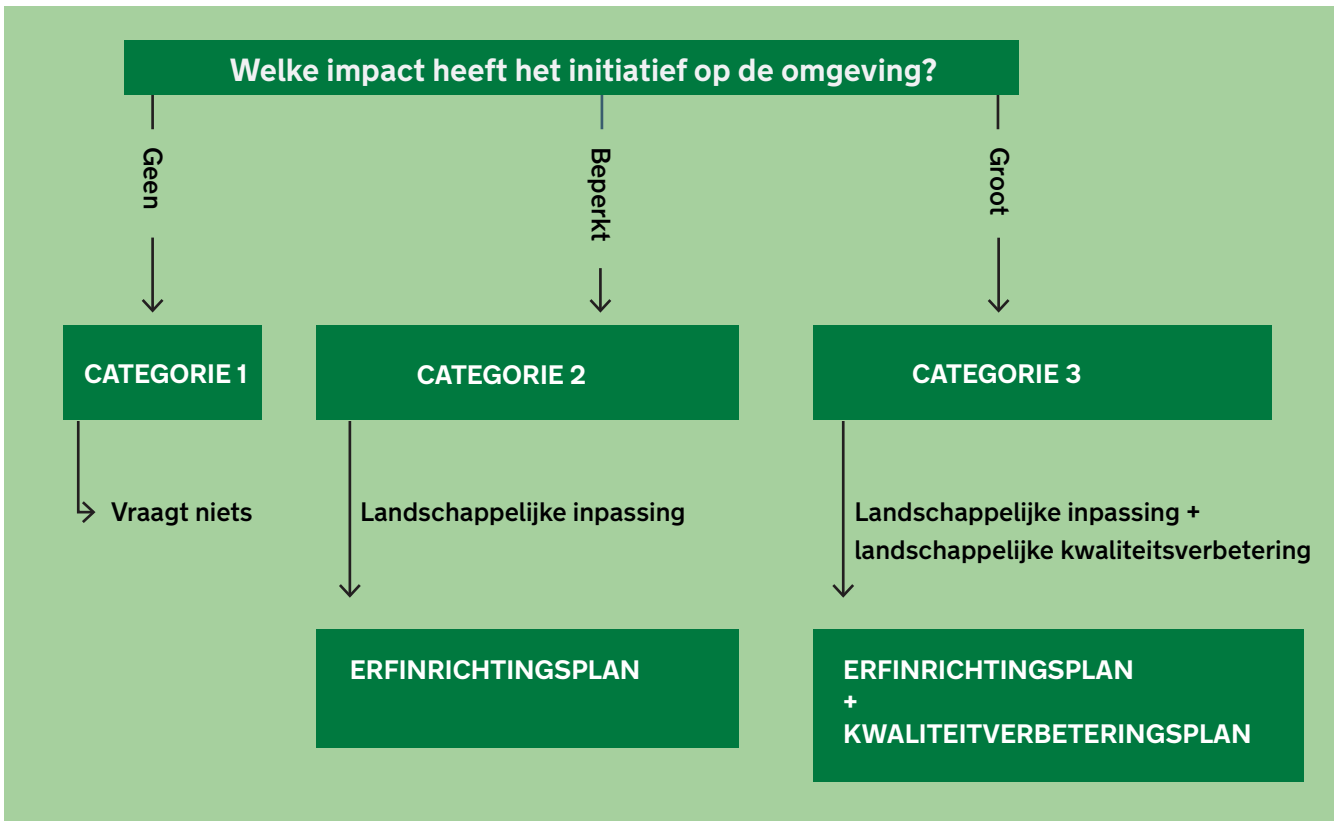 Welke impact heeft het initiatief op de omgeving?
Geen
Beperkt
Groot
CATEGORIE 1
CATEGORIE 2
CATEGORIE 3
Vraagt niets
Landschappelijke inpassing
Landschappelijke inpassing +
landschappelijke kwaliteitsverbetering
ERFINRICHTINGSPLAN
ERFINRICHTINGSPLAN
+
KWALITEITVERBETERINGSPLAN